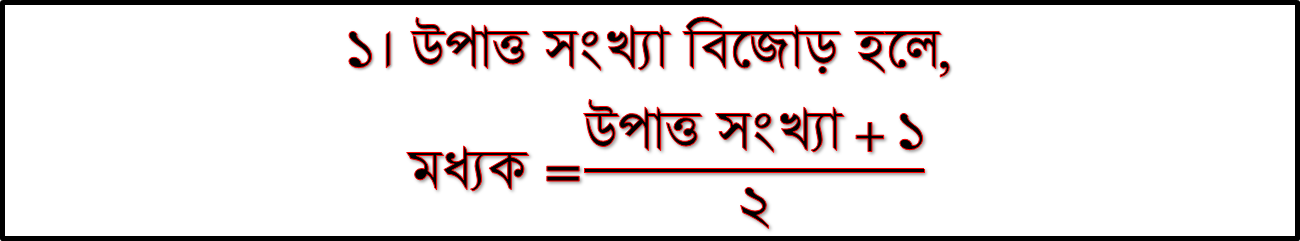 ১। উপাত্ত সংখ্যা বিজোড় হলে,
উপাত্ত সংখ্যা + ১
মধ্যক =
২